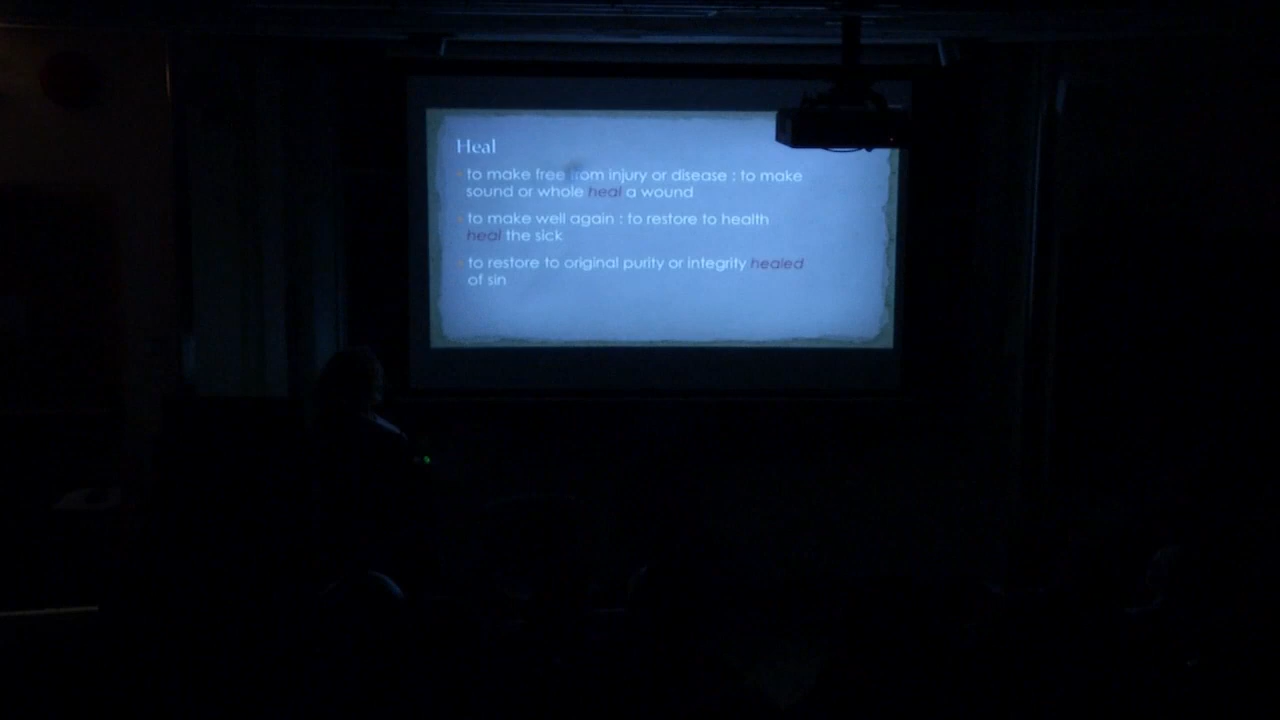 Heal
to make free from injury or disease : to make
sound or whole heal a wound
to make well again : to restore to health
heal the sick
to restore to original purity or integrity healed
of sin